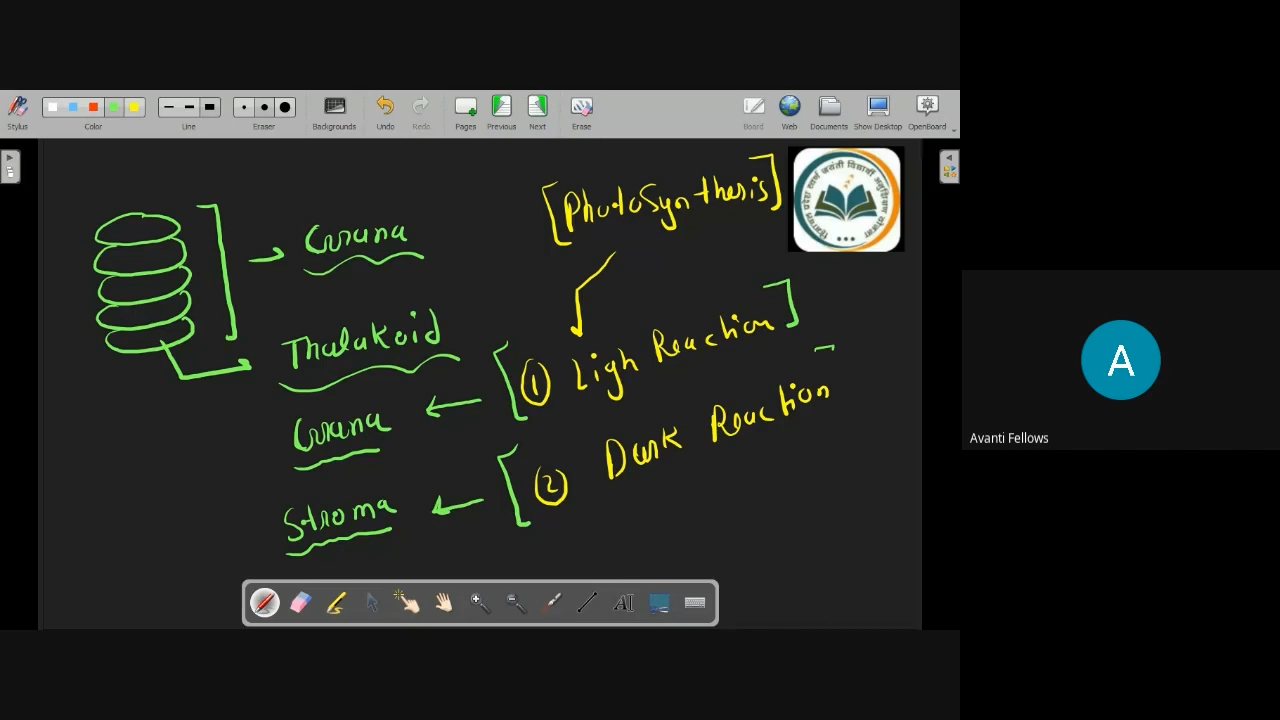 Stylus
Color
Line
Eraser
Backgrounds
Undo
Redo
Pages
Previous
Next
Erase
Board
Web
Documents
Show Desktop
OpenBoard
[PhotoSynthesis]
→ Grana
Thalakoid
① Ligh Reaction]
Grana ← [
② Dark Reaction
Stroma ← [
A
Avanti Fellows